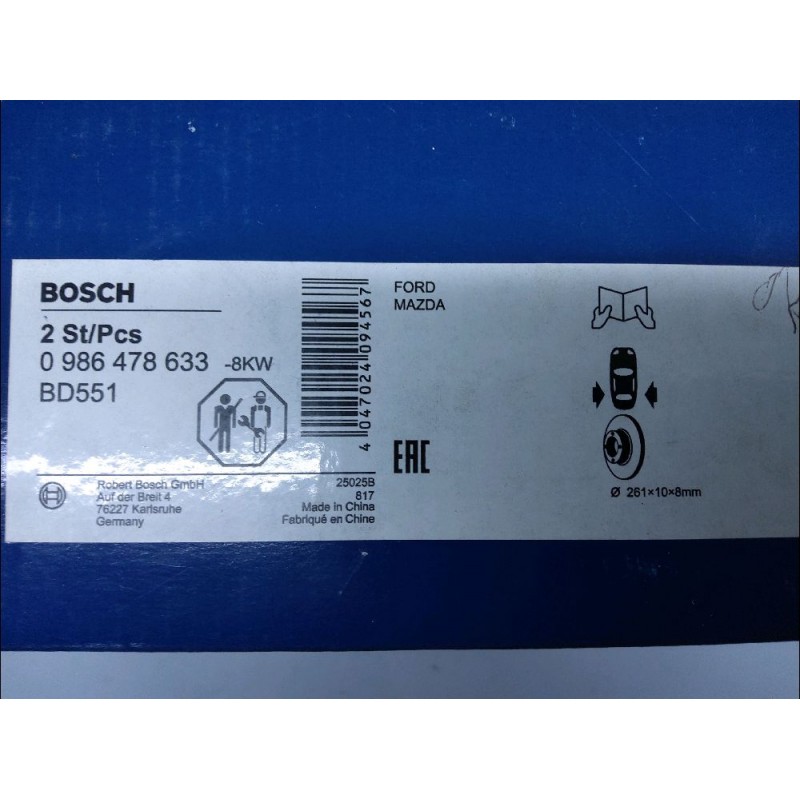 BOSCH
2 St/Pcs
0 986 478 633 -8KW
BD551
4 047024 094567
FORD
MAZDA
EAC
Robert Bosch GmbH
Auf der Breit 4
76227 Karlsruhe
Germany
25025B
817
Made in China
Fabriqué en Chine
Ø 261×10×8mm